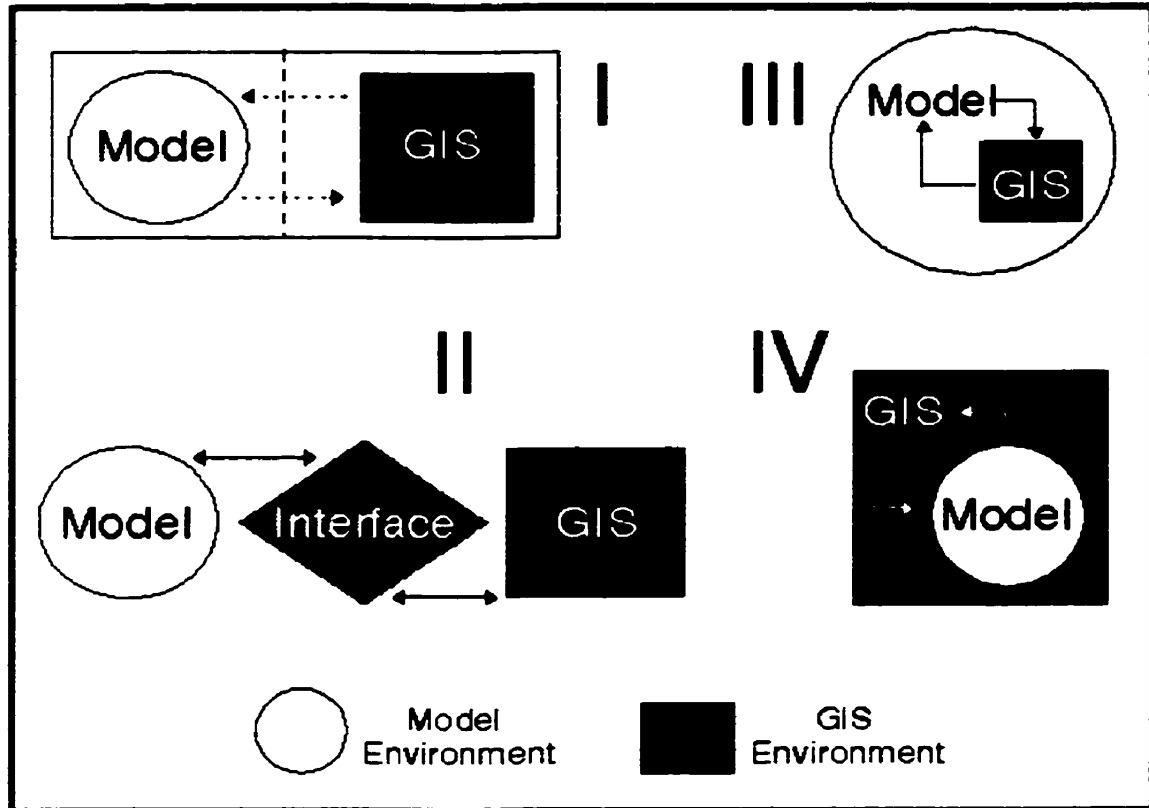 I
Model
GIS
III
Model
GIS
II
Model
Interface
GIS
IV
GIS
Model
Model
Environment
GIS
Environment